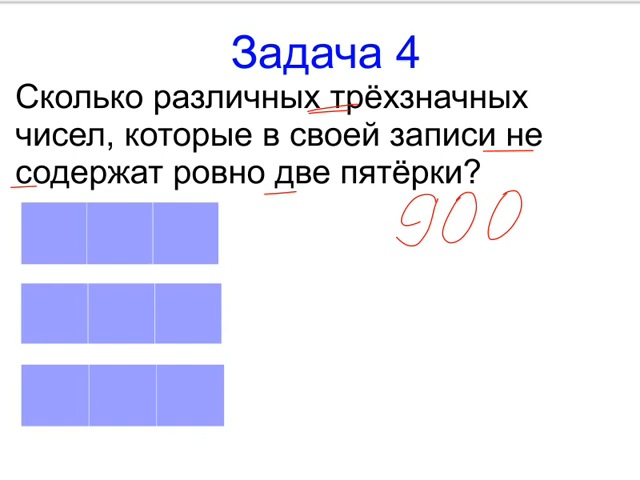 Задача 4
Сколько различных трёхзначных
чисел, которые в своей записи не
содержат ровно две пятёрки?
900